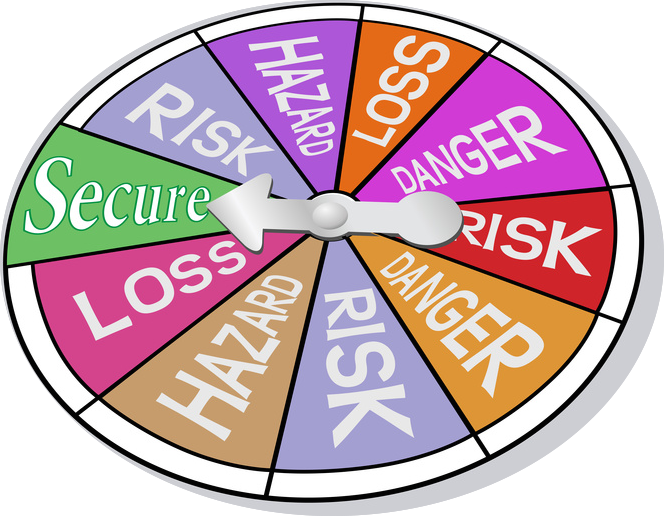 HAZARD
LOSS
DANGER
RISK
DANGER
RISK
HAZARD
LOSS
Secure
RISK